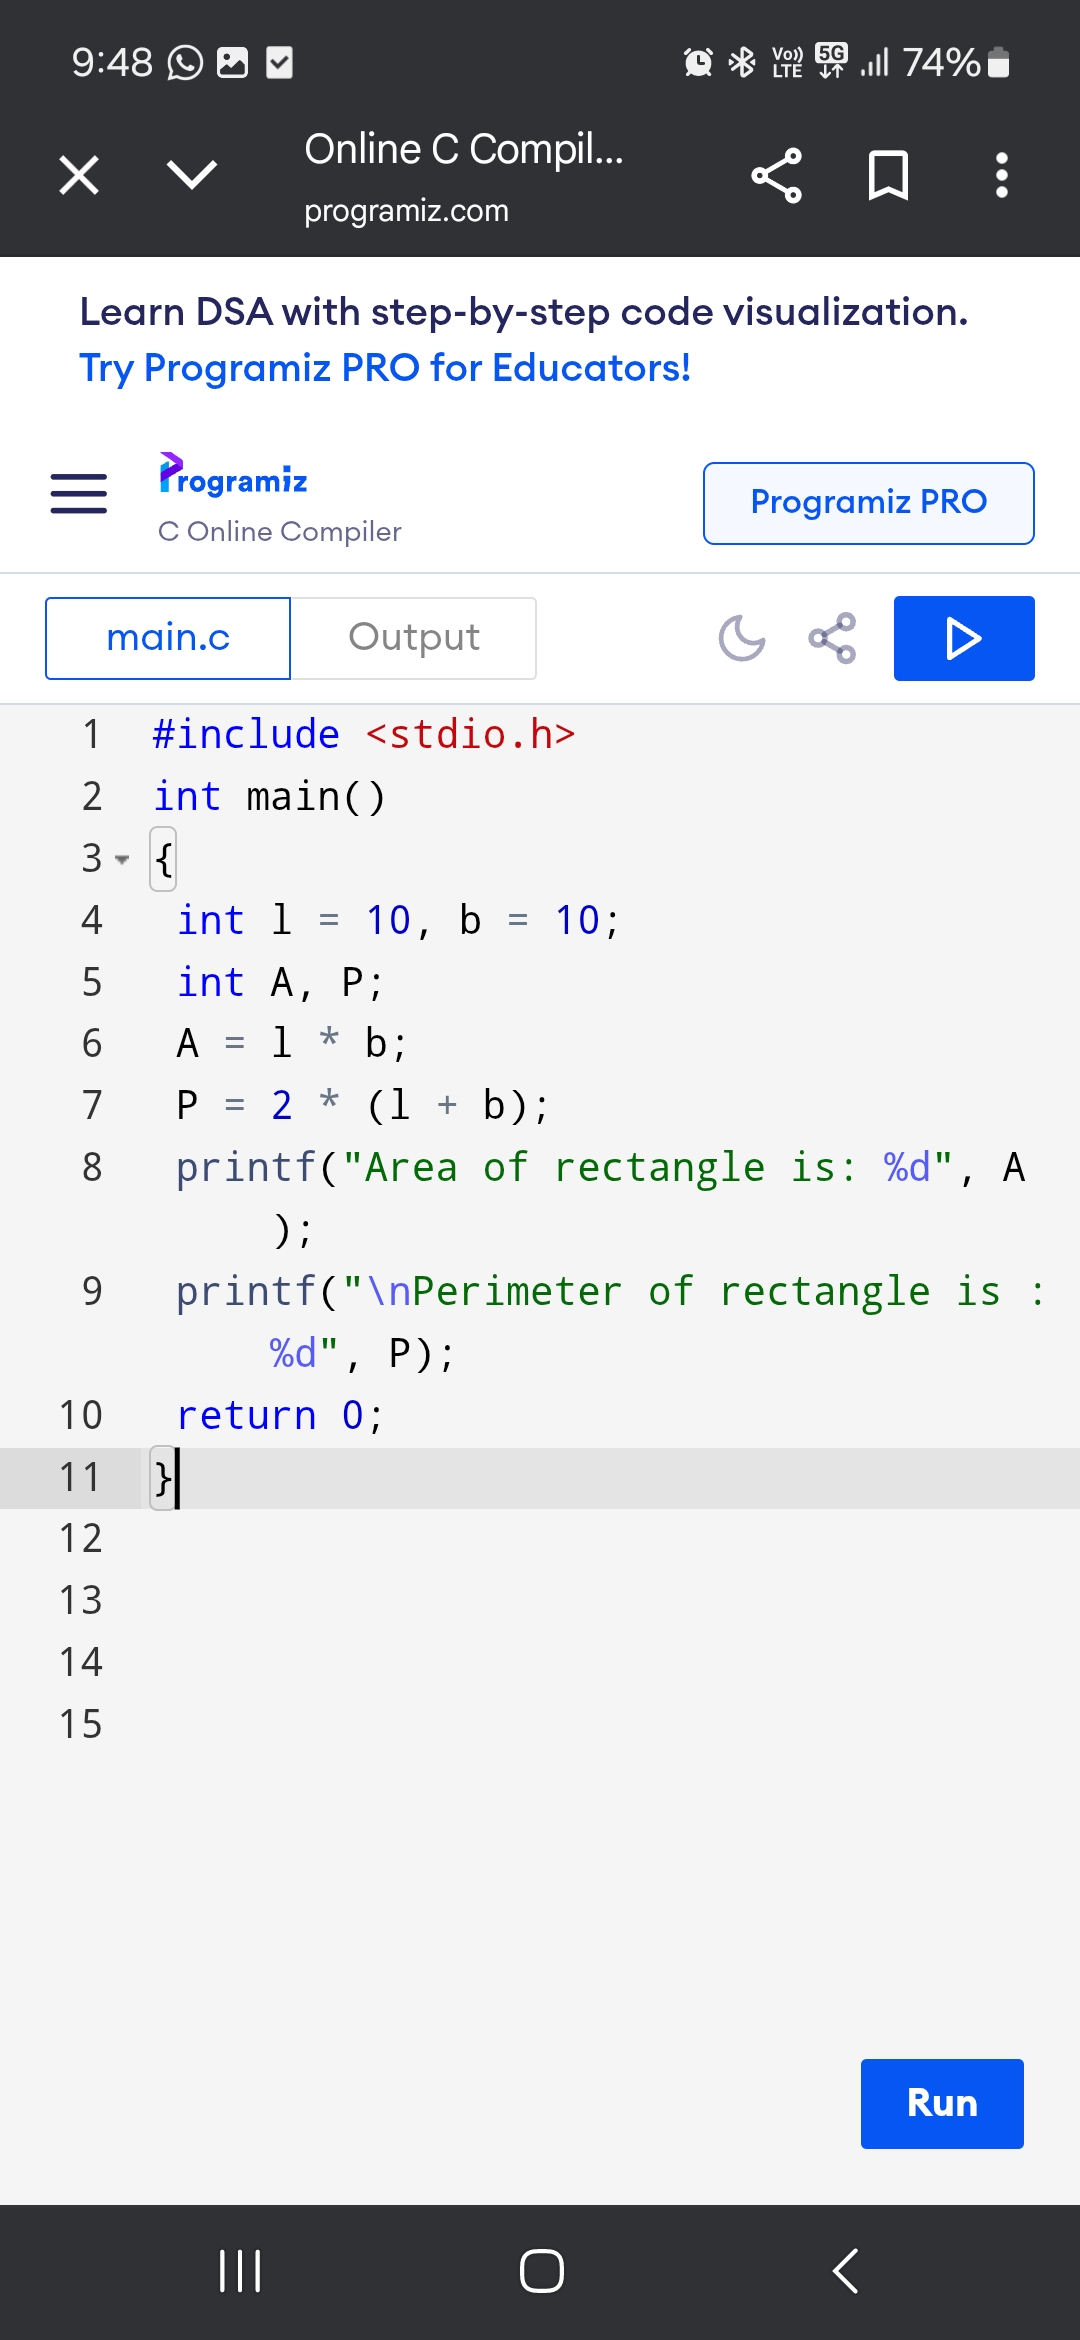 9:48 Vo)) LTE 5G 74%
Online C Compil...
programiz.com
Learn DSA with step-by-step code visualization.
Try Programiz PRO for Educators!
Programiz
C Online Compiler
Programiz PRO
main.c Output
1 #include <stdio.h>
2 int main()
3 {
4 int l = 10, b = 10;
5 int A, P;
6 A = l * b;
7 P = 2 * (l + b);
8 printf("Area of rectangle is: %d", A
);
9 printf("\nPerimeter of rectangle is :
%d", P);
10 return 0;
11 }
12
13
14
15
Run